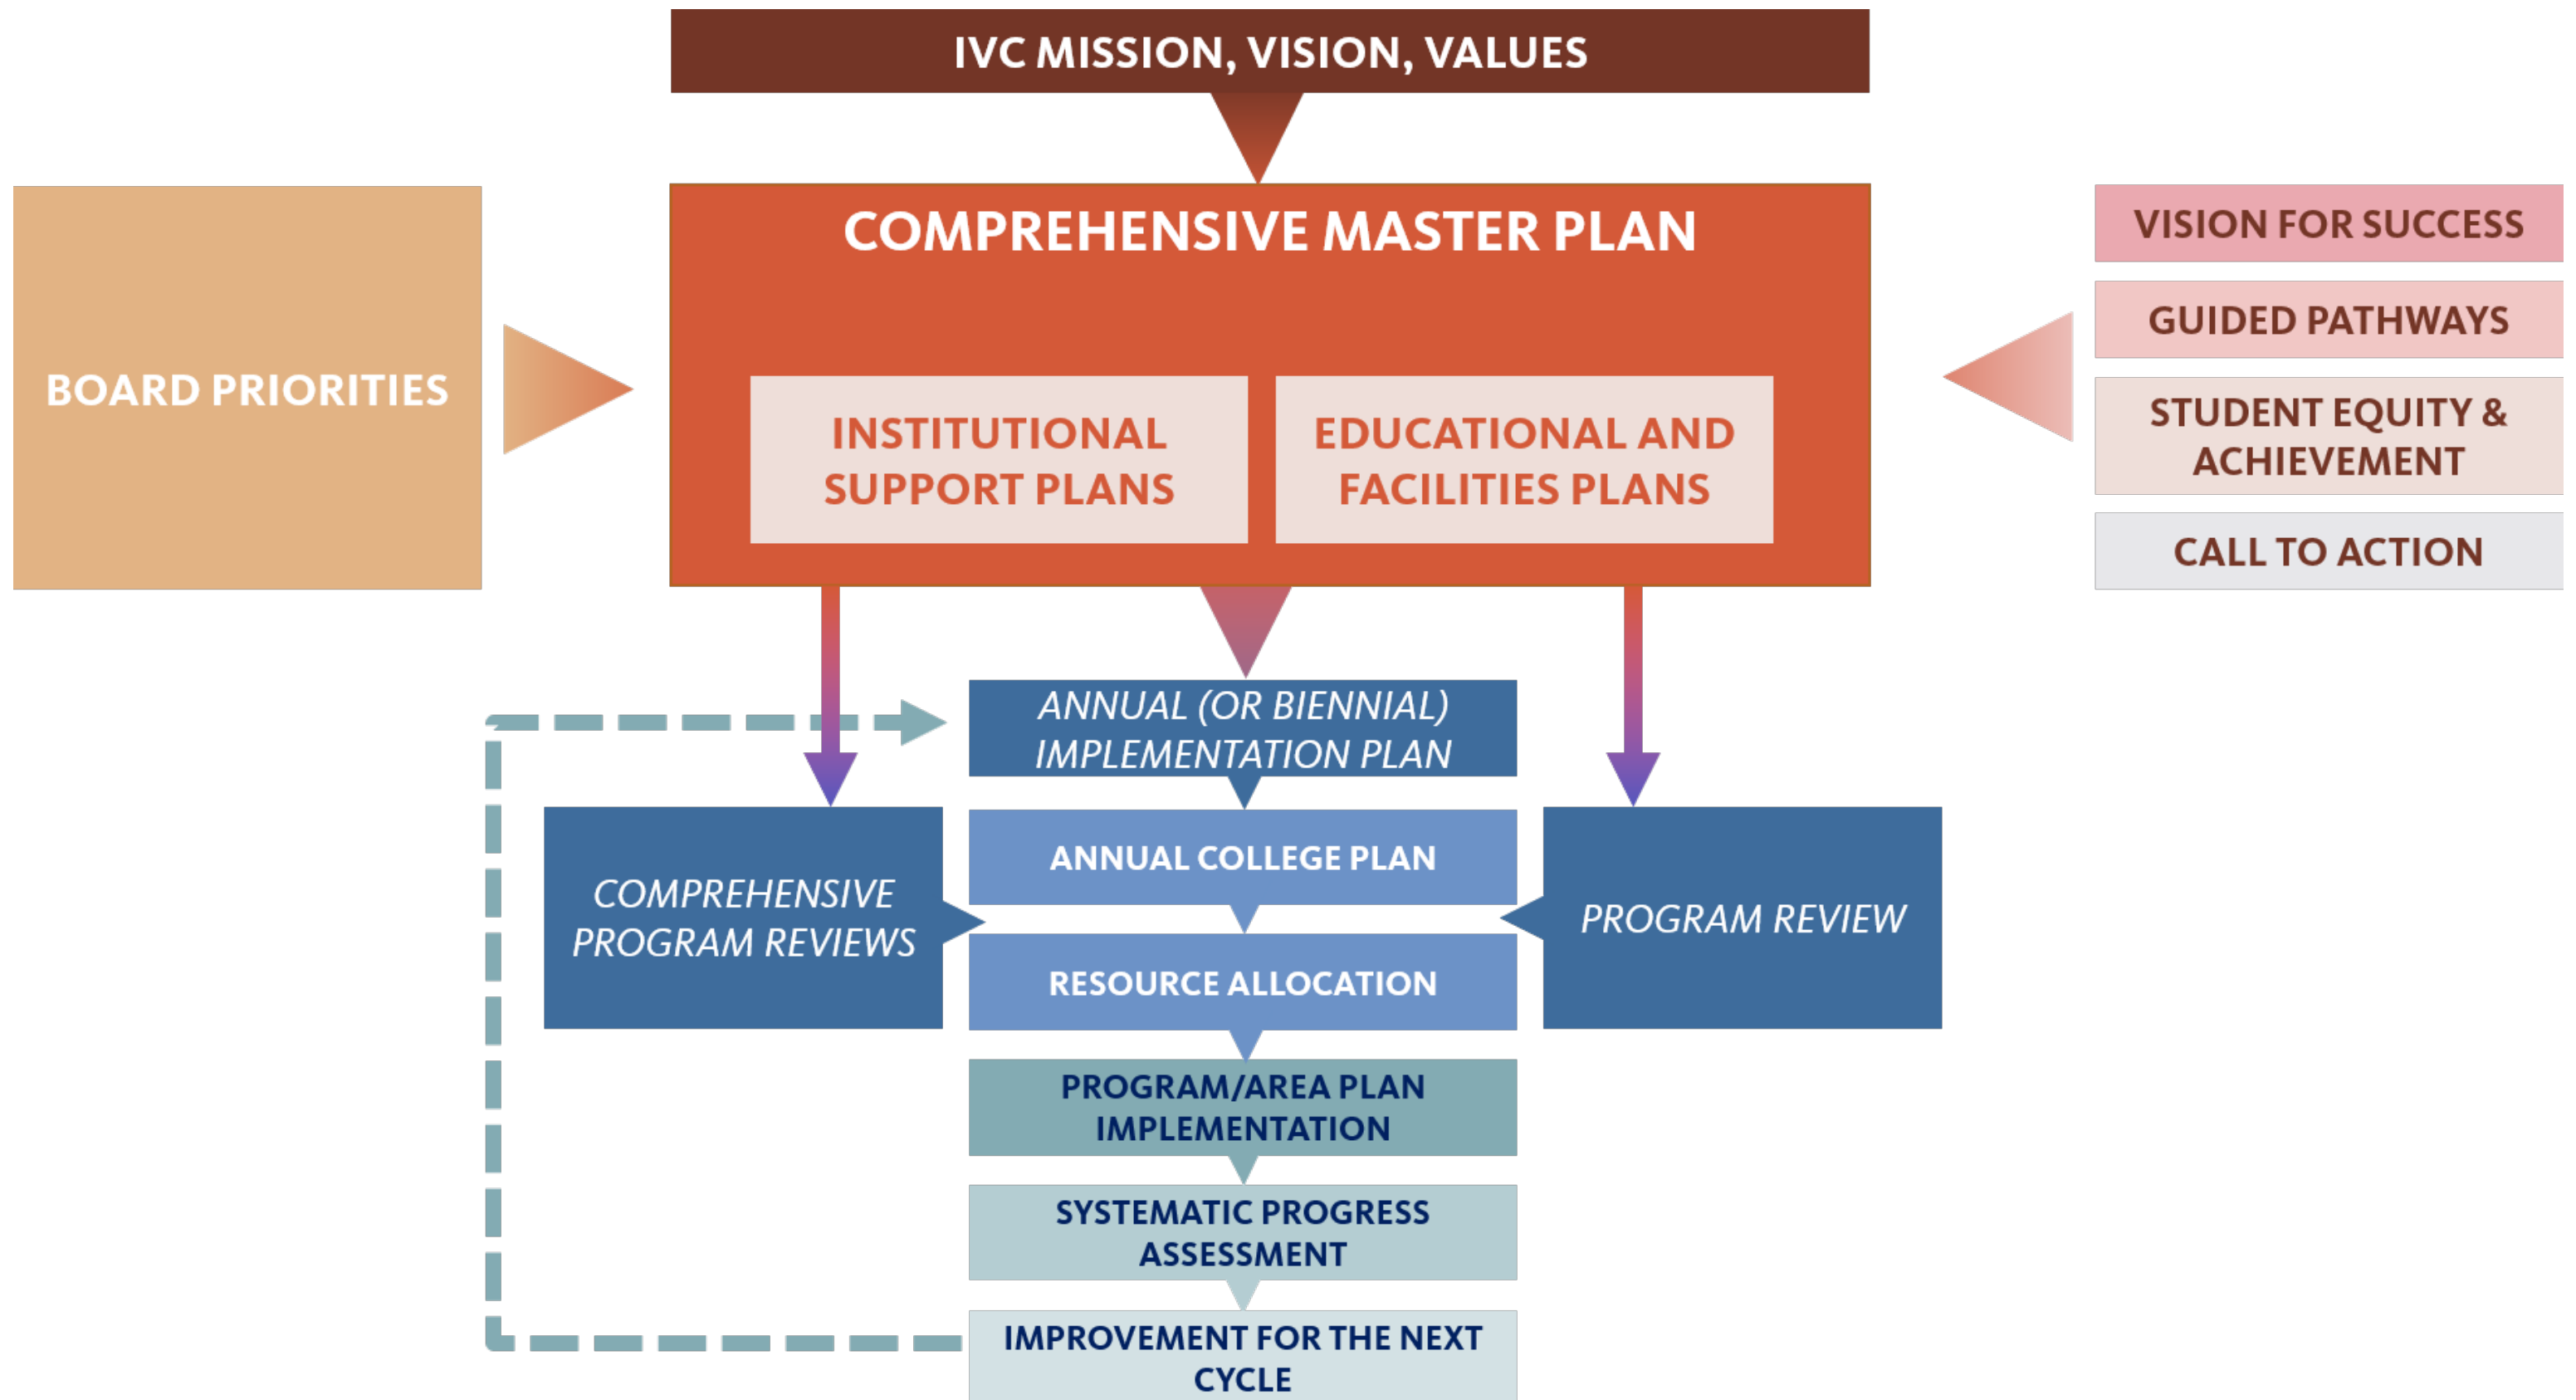 IVC MISSION, VISION, VALUES
BOARD PRIORITIES
COMPREHENSIVE MASTER PLAN
INSTITUTIONAL
SUPPORT PLANS
EDUCATIONAL AND
FACILITIES PLANS
VISION FOR SUCCESS
GUIDED PATHWAYS
STUDENT EQUITY &
ACHIEVEMENT
CALL TO ACTION
ANNUAL (OR BIENNIAL)
IMPLEMENTATION PLAN
COMPREHENSIVE
PROGRAM REVIEWS
ANNUAL COLLEGE PLAN
RESOURCE ALLOCATION
PROGRAM REVIEW
PROGRAM/AREA PLAN
IMPLEMENTATION
SYSTEMATIC PROGRESS
ASSESSMENT
IMPROVEMENT FOR THE NEXT
CYCLE